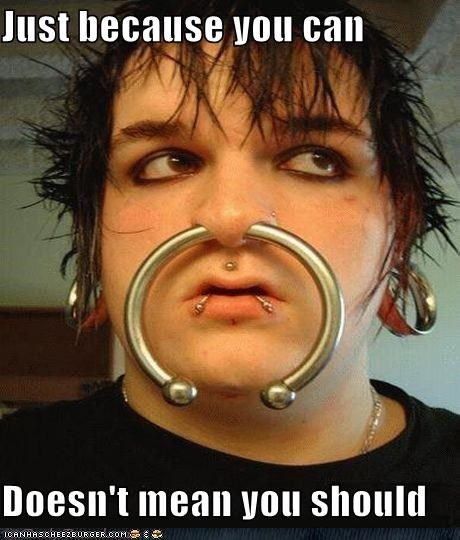 Just because you can
Doesn't mean you should
ICANHASCHEEZBURGER.COM